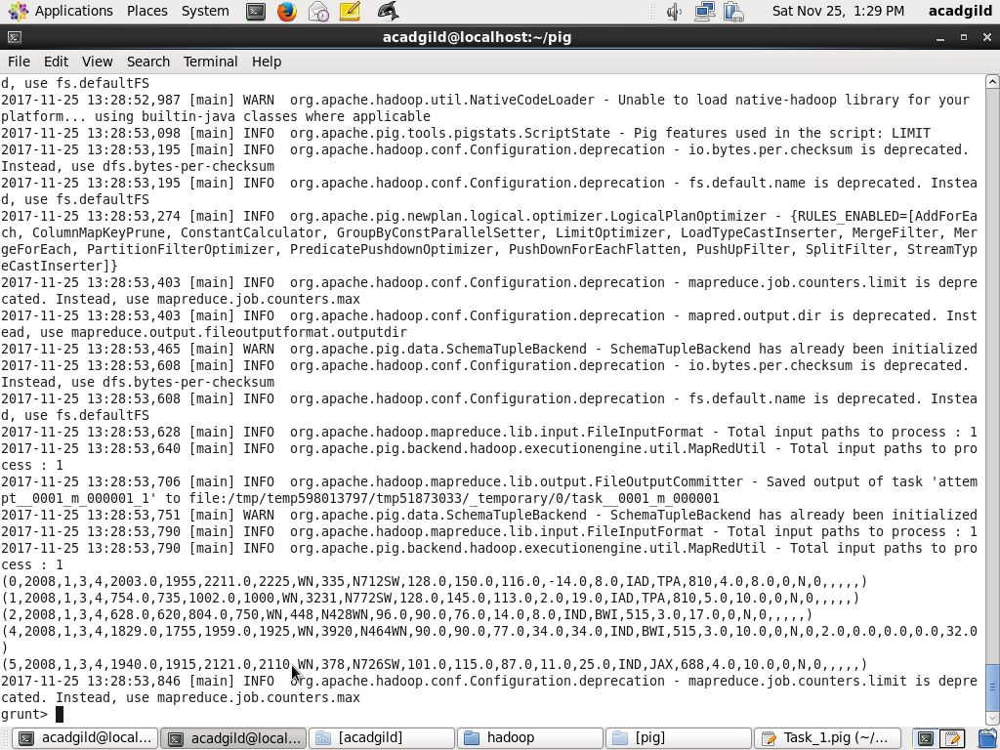 Applications Places System Sat Nov 25, 1:29 PM acadgild
acadgild@localhost:~/pig
File Edit View Search Terminal Help
d, use fs.defaultFS
2017-11-25 13:28:52,987 [main] WARN  org.apache.hadoop.util.NativeCodeLoader - Unable to load native-hadoop library for your
platform... using builtin-java classes where applicable
2017-11-25 13:28:53,098 [main] INFO  org.apache.pig.tools.pigstats.ScriptState - Pig features used in the script: LIMIT
2017-11-25 13:28:53,195 [main] INFO  org.apache.hadoop.conf.Configuration.deprecation - io.bytes.per.checksum is deprecated.
Instead, use dfs.bytes-per-checksum
2017-11-25 13:28:53,195 [main] INFO  org.apache.hadoop.conf.Configuration.deprecation - fs.default.name is deprecated. Instea
d, use fs.defaultFS
2017-11-25 13:28:53,274 [main] INFO  org.apache.pig.newplan.logical.optimizer.LogicalPlanOptimizer - {RULES_ENABLED=[AddForEa
ch, ColumnMapKeyPrune, ConstantCalculator, GroupByConstParallelSetter, LimitOptimizer, LoadTypeCastInserter, MergeFilter, Mer
geForEach, PartitionFilterOptimizer, PredicatePushdownOptimizer, PushDownForEachFlatten, PushUpFilter, SplitFilter, StreamTyp
eCastInserter]}
2017-11-25 13:28:53,403 [main] INFO  org.apache.hadoop.conf.Configuration.deprecation - mapreduce.job.counters.limit is depre
cated. Instead, use mapreduce.job.counters.max
2017-11-25 13:28:53,403 [main] INFO  org.apache.hadoop.conf.Configuration.deprecation - mapred.output.dir is deprecated. Inst
ead, use mapreduce.output.fileoutputformat.outputdir
2017-11-25 13:28:53,465 [main] WARN  org.apache.pig.data.SchemaTupleBackend - SchemaTupleBackend has already been initialized
2017-11-25 13:28:53,608 [main] INFO  org.apache.hadoop.conf.Configuration.deprecation - io.bytes.per.checksum is deprecated.
Instead, use dfs.bytes-per-checksum
2017-11-25 13:28:53,608 [main] INFO  org.apache.hadoop.conf.Configuration.deprecation - fs.default.name is deprecated. Instea
d, use fs.defaultFS
2017-11-25 13:28:53,628 [main] INFO  org.apache.hadoop.mapreduce.lib.input.FileInputFormat - Total input paths to process : 1
2017-11-25 13:28:53,640 [main] INFO  org.apache.pig.backend.hadoop.executionengine.util.MapRedUtil - Total input paths to pro
cess : 1
2017-11-25 13:28:53,706 [main] INFO  org.apache.hadoop.mapreduce.lib.output.FileOutputCommitter - Saved output of task 'attem
pt__0001_m_000001_1' to file:/tmp/temp598013797/tmp51873033/_temporary/0/task__0001_m_000001
2017-11-25 13:28:53,751 [main] WARN  org.apache.pig.data.SchemaTupleBackend - SchemaTupleBackend has already been initialized
2017-11-25 13:28:53,790 [main] INFO  org.apache.hadoop.mapreduce.lib.input.FileInputFormat - Total input paths to process : 1
2017-11-25 13:28:53,790 [main] INFO  org.apache.pig.backend.hadoop.executionengine.util.MapRedUtil - Total input paths to pro
cess : 1
(0,2008,1,3,4,2003.0,1955,2211.0,2225,WN,335,N712SW,128.0,150.0,116.0,-14.0,8.0,IAD,TPA,810,4.0,8.0,0,N,0,,,,,)
(1,2008,1,3,4,754.0,735,1002.0,1000,WN,3231,N772SW,128.0,145.0,113.0,2.0,19.0,IAD,TPA,810,5.0,10.0,0,N,0,,,,,)
(2,2008,1,3,4,628.0,620,804.0,750,WN,448,N428WN,96.0,90.0,76.0,14.0,8.0,IND,BWI,515,3.0,17.0,0,N,0,,,,,)
(4,2008,1,3,4,1829.0,1755,1959.0,1925,WN,3920,N464WN,90.0,90.0,77.0,34.0,34.0,IND,BWI,515,3.0,10.0,0,N,0,2.0,0.0,0.0,0.0,32.0
)
(5,2008,1,3,4,1940.0,1915,2121.0,2110,WN,378,N726SW,101.0,115.0,87.0,11.0,25.0,IND,JAX,688,4.0,10.0,0,N,0,,,,,)
2017-11-25 13:28:53,846 [main] INFO  org.apache.hadoop.conf.Configuration.deprecation - mapreduce.job.counters.limit is depre
cated. Instead, use mapreduce.job.counters.max
grunt>
acadgild@local... acadgild@local... [acadgild] hadoop [pig] Task_1.pig (~/...